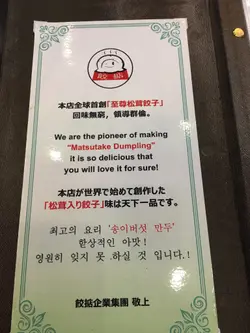 餃掂
本店全球首創「至尊松茸餃子」
回味無窮，領導群倫。
We are the pioneer of making
"Matsutake Dumpling"
it is so delicious that
you will love it for sure!
本店が世界で始めて創作した
「松茸入り餃子」味は天下一品です。
최고의 요리 '송이버섯 만두'
환상적인 아맛!
영원히 잊지 못 하실 것 입니다.!
餃掂企業集團 敬上